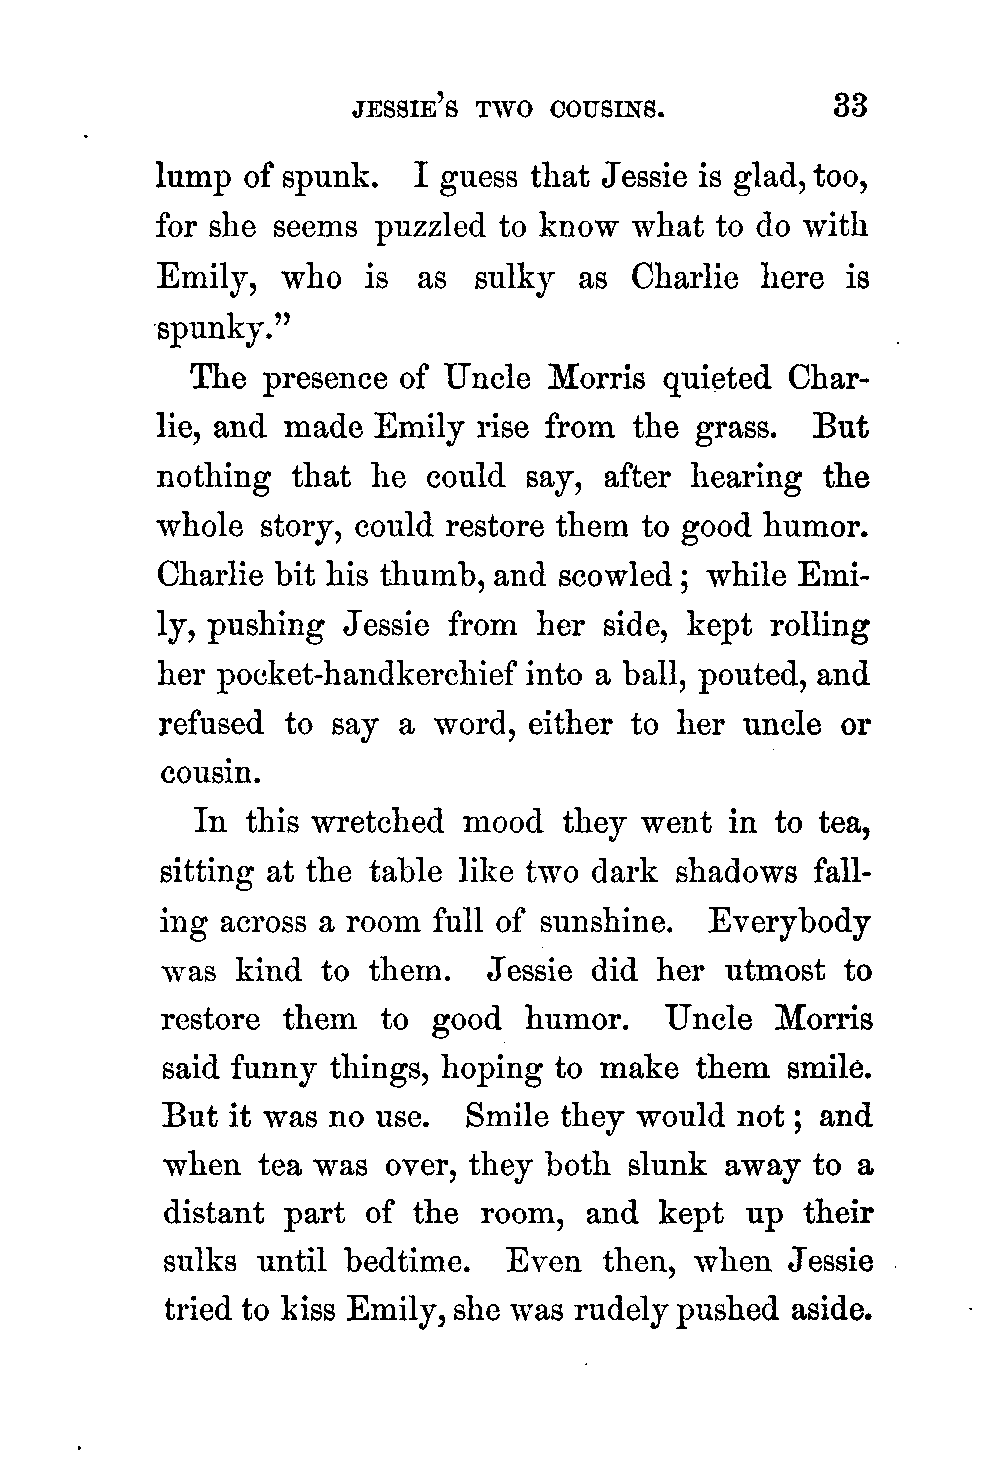 JESSIE'S TWO COUSINS. 33
lump of spunk. I guess that Jessie is glad, too,
for she seems puzzled to know what to do with
Emily, who is as sulky as Charlie here is
spunky."
The presence of Uncle Morris quieted Char-
lie, and made Emily rise from the grass. But
nothing that he could say, after hearing the
whole story, could restore them to good humor.
Charlie bit his thumb, and scowled; while Emi-
ly, pushing Jessie from her side, kept rolling
her pocket-handkerchief into a ball, pouted, and
refused to say a word, either to her uncle or
cousin.
In this wretched mood they went in to tea,
sitting at the table like two dark shadows fall-
ing across a room full of sunshine. Everybody
was kind to them. Jessie did her utmost to
restore them to good humor. Uncle Morris
said funny things, hoping to make them smile.
But it was no use. Smile they would not; and
when tea was over, they both slunk away to a
distant part of the room, and kept up their
sulks until bedtime. Even then, when Jessie
tried to kiss Emily, she was rudely pushed aside.